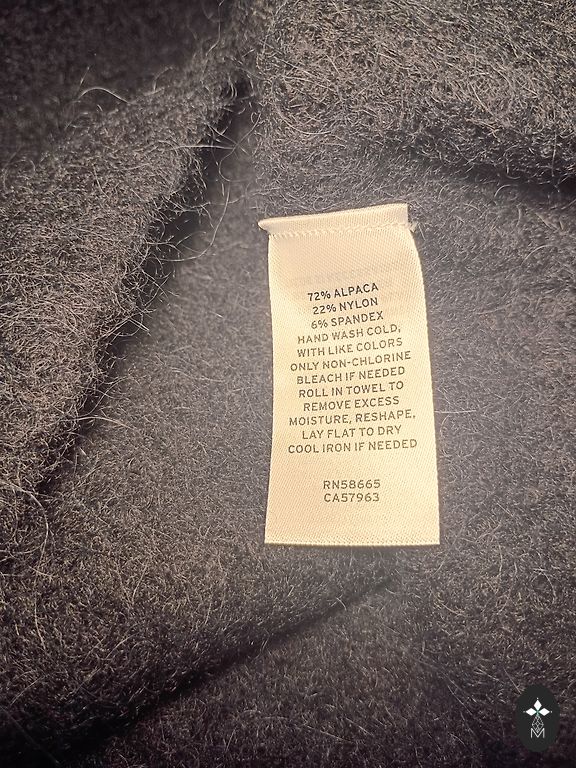 72% ALPACA
22% NYLON
6% SPANDEX
HAND WASH COLD,
WITH LIKE COLORS
ONLY NON-CHLORINE
BLEACH IF NEEDED
ROLL IN TOWEL TO
REMOVE EXCESS
MOISTURE, RESHAPE,
LAY FLAT TO DRY
COOL IRON IF NEEDED
RN58665
CA57963
M